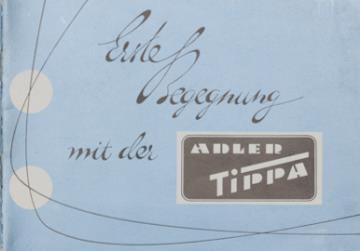 Erste
Begegnung
mit der
ADLER
TiPPA